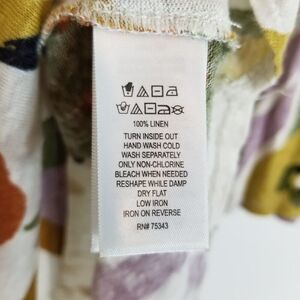 100% LINEN
TURN INSIDE OUT
HAND WASH COLD
WASH SEPARATELY
ONLY NON-CHLORINE
BLEACH WHEN NEEDED
RESHAPE WHILE DAMP
DRY FLAT
LOW IRON
IRON ON REVERSE
RN# 75343